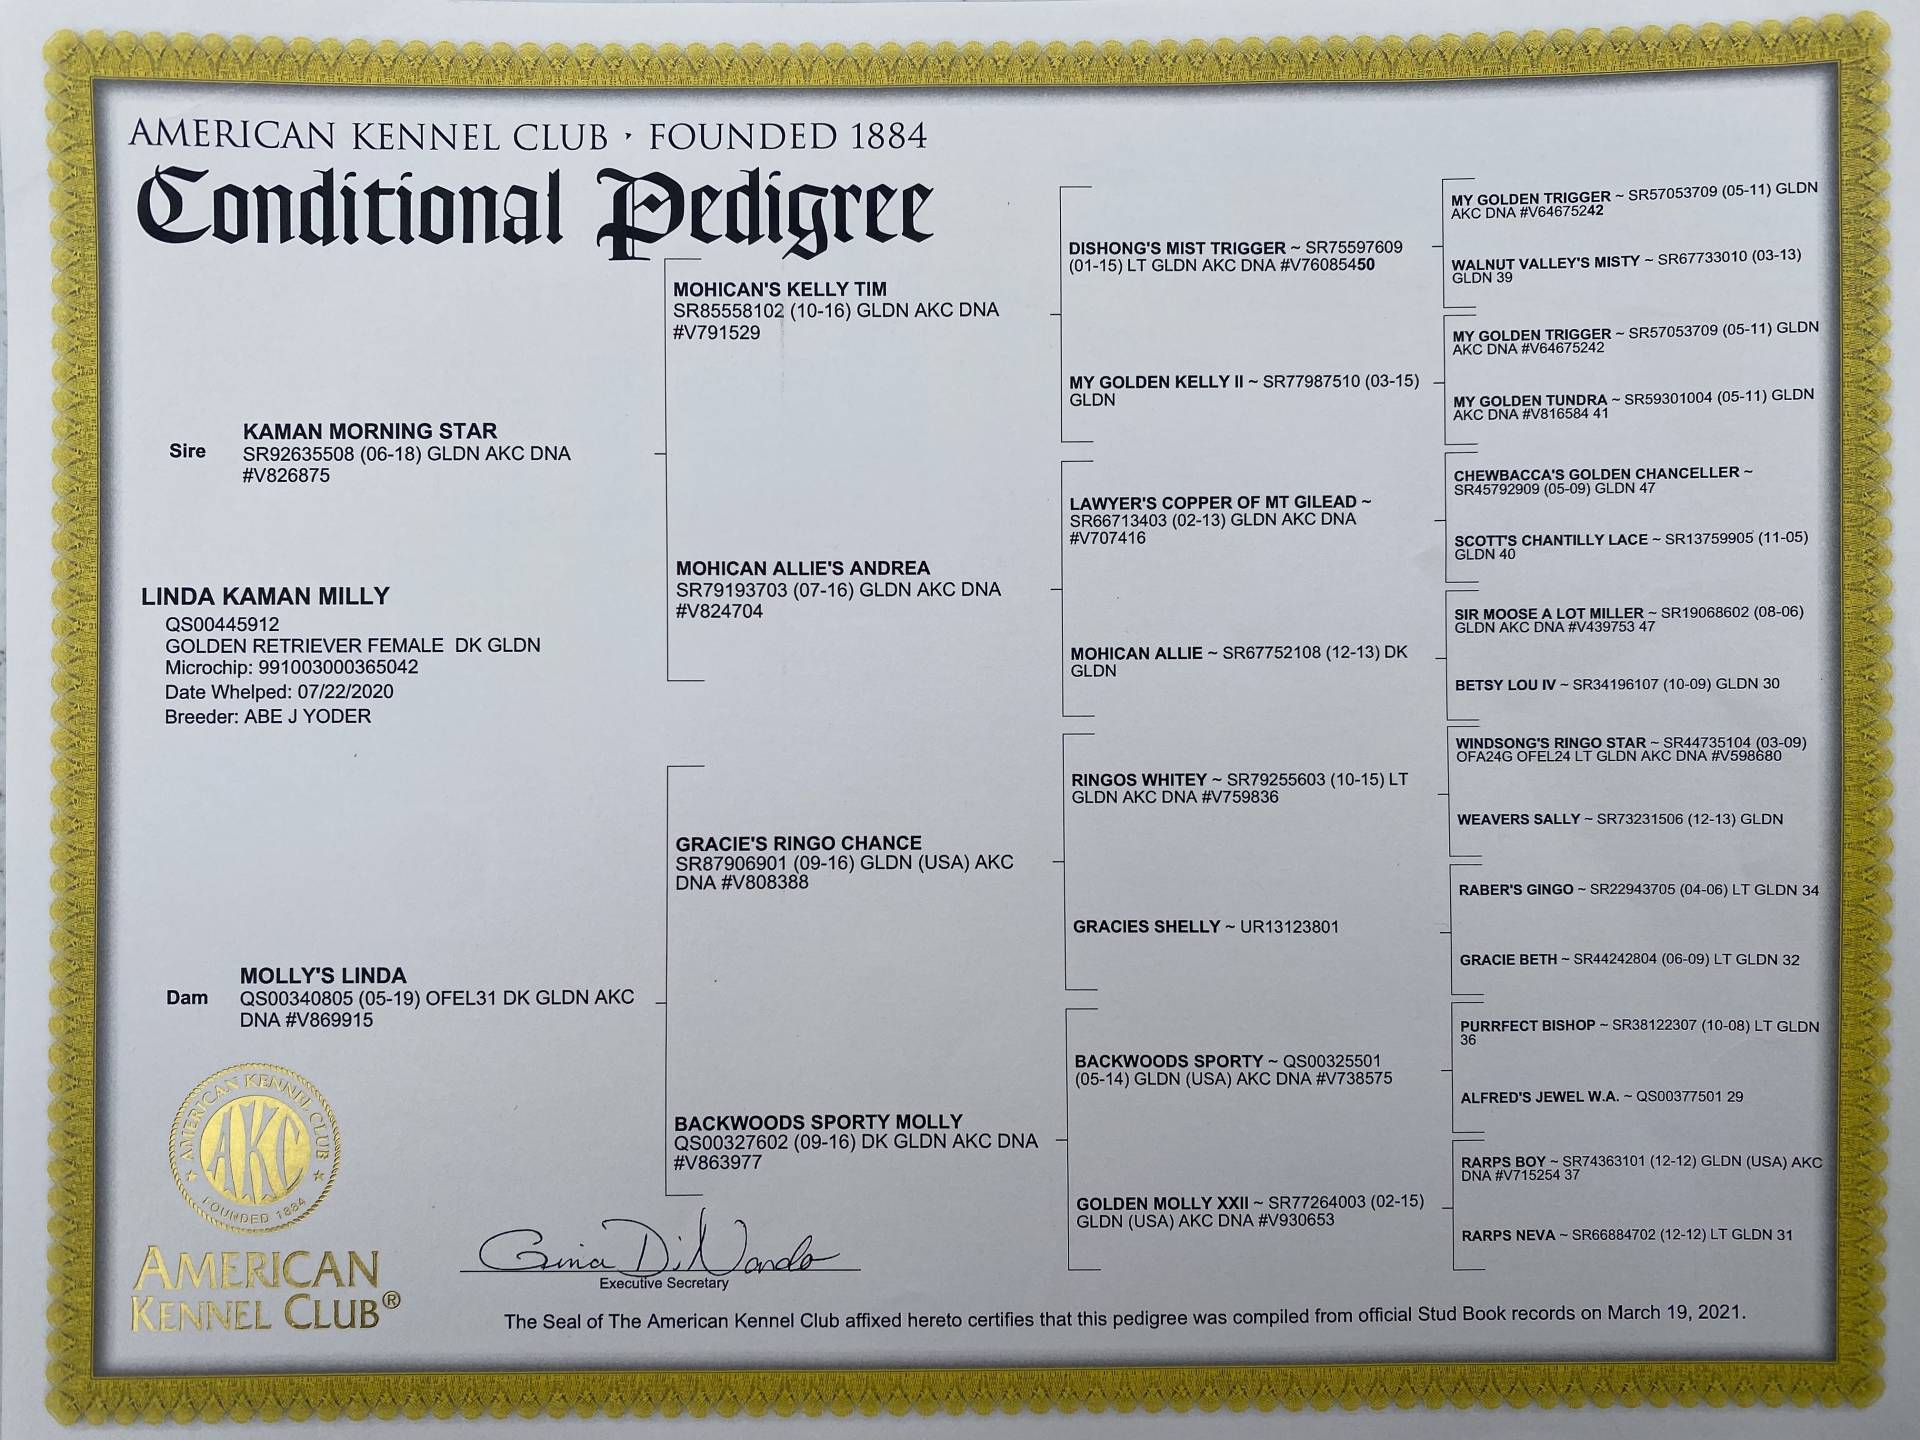 AMERICAN KENNEL CLUB · FOUNDED 1884
Conditional Pedigree
LINDA KAMAN MILLY
QS00445912
GOLDEN RETRIEVER FEMALE DK GLDN
Microchip: 991003000365042
Date Whelped: 07/22/2020
Breeder: ABE J YODER
Sire
KAMAN MORNING STAR
SR92635508 (06-18) GLDN AKC DNA
#V826875
Dam
MOLLY'S LINDA
QS00340805 (05-19) OFEL31 DK GLDN AKC
DNA #V869915
MOHICAN'S KELLY TIM
SR85558102 (10-16) GLDN AKC DNA
#V791529
MOHICAN ALLIE'S ANDREA
SR79193703 (07-16) GLDN AKC DNA
#V824704
GRACIE'S RINGO CHANCE
SR87906901 (09-16) GLDN (USA) AKC
DNA #V808388
BACKWOODS SPORTY MOLLY
QS00327602 (09-16) DK GLDN AKC DNA
#V863977
DISHONG'S MIST TRIGGER ~ SR75597609
(01-15) LT GLDN AKC DNA #V76085450
MY GOLDEN KELLY II ~ SR77987510 (03-15)
GLDN
LAWYER'S COPPER OF MT GILEAD ~
SR66713403 (02-13) GLDN AKC DNA
#V707416
MOHICAN ALLIE ~ SR67752108 (12-13) DK
GLDN
RINGOS WHITEY ~ SR79255603 (10-15) LT
GLDN AKC DNA #V759836
GRACIES SHELLY ~ UR13123801
BACKWOODS SPORTY ~ QS00325501
(05-14) GLDN (USA) AKC DNA #V738575
GOLDEN MOLLY XXII ~ SR77264003 (02-15)
GLDN (USA) AKC DNA #V930653
MY GOLDEN TRIGGER ~ SR57053709 (05-11) GLDN
AKC DNA #V64675242
WALNUT VALLEY'S MISTY ~ SR67733010 (03-13)
GLDN 39
MY GOLDEN TRIGGER ~ SR57053709 (05-11) GLDN
AKC DNA #V64675242
MY GOLDEN TUNDRA ~ SR59301004 (05-11) GLDN
AKC DNA #V816584 41
CHEWBACCA'S GOLDEN CHANCELLER ~
SR45792909 (05-09) GLDN 47
SCOTT'S CHANTILLY LACE ~ SR13759905 (11-05)
GLDN 40
SIR MOOSE A LOT MILLER ~ SR19068602 (08-06)
GLDN AKC DNA #V439753 47
BETSY LOU IV ~ SR34196107 (10-09) GLDN 30
WINDSONG'S RINGO STAR ~ SR44735104 (03-09)
OFA24G OFEL24 LT GLDN AKC DNA #V598680
WEAVERS SALLY ~ SR73231506 (12-13) GLDN
RABER'S GINGO ~ SR22943705 (04-06) LT GLDN 34
GRACIE BETH ~ SR44242804 (06-09) LT GLDN 32
PURRFECT BISHOP ~ SR38122307 (10-08) LT GLDN
36
ALFRED'S JEWEL W.A. ~ QS00377501 29
RARPS BOY ~ SR74363101 (12-12) GLDN (USA) AKC
DNA #V715254 37
RARPS NEVA ~ SR66884702 (12-12) LT GLDN 31
AMERICAN KENNEL CLUB
AKC
FOUNDED 1884
AMERICAN
KENNEL CLUB®
Gina DiNardo
Executive Secretary
The Seal of The American Kennel Club affixed hereto certifies that this pedigree was compiled from official Stud Book records on March 19, 2021.